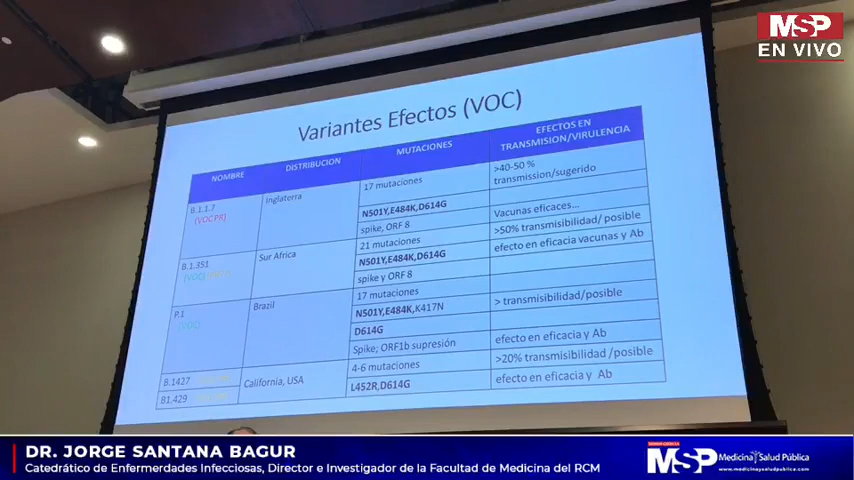 MSP
EN VIVO
Variantes Efectos (VOC)
NOMBRE
DISTRIBUCION
MUTACIONES
EFECTOS EN
TRANSMISION/VIRULENCIA
B.1.1.7
(VOC PR)
Inglaterra
17 mutaciones
>40-50 %
transmission/sugerido
N501Y,E484K,D614G
spike, ORF 8
Vacunas eficaces...
B.1.351
(VOC)
Sur Africa
21 mutaciones
>50% transmisibilidad/ posible
N501Y,E484K,D614G
efecto en eficacia vacunas y Ab
spike y ORF 8
P.1
(VOC)
Brazil
17 mutaciones
N501Y,E484K,K417N
> transmisibilidad/posible
D614G
Spike; ORF1b supresión
efecto en eficacia y Ab
B.1427
B1.429
California, USA
4-6 mutaciones
>20% transmisibilidad /posible
L452R,D614G
efecto en eficacia y Ab
DR. JORGE SANTANA BAGUR
Catedrático de Enfermerdades Infecciosas, Director e Investigador de la Facultad de Medicina del RCM
MSP
Medicina y Salud Pública
www.medicinaysaludpublica.com